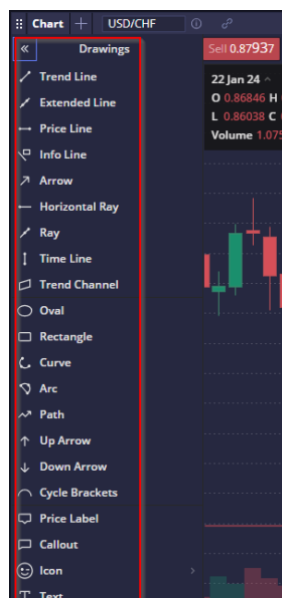 Chart USD/CHF
Drawings
Sell 0.87937
Trend Line
22 Jan 24
Extended Line
O 0.86846 H
Price Line
L 0.86038 C
Info Line
Volume 1.075
Arrow
Horizontal Ray
Ray
Time Line
Trend Channel
Oval
Rectangle
Curve
Arc
Path
Up Arrow
Down Arrow
Cycle Brackets
Price Label
Callout
Icon
Text